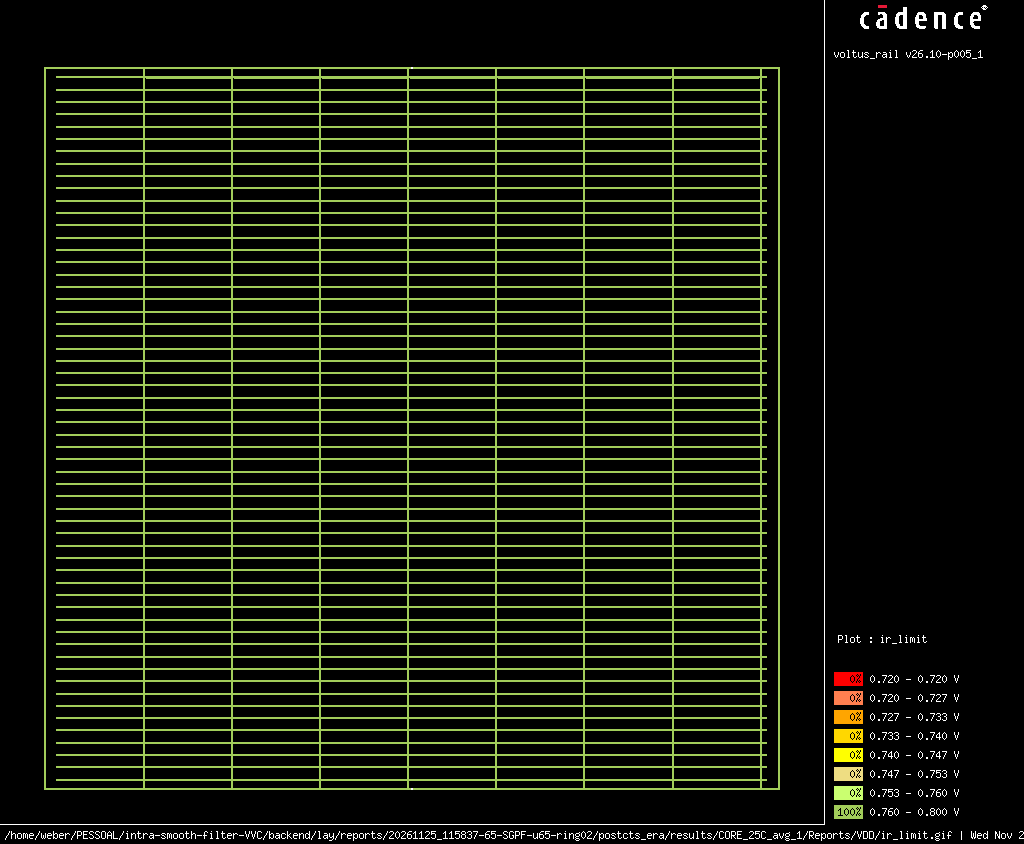 cādence®
voltus_rail v26.10-p005_1
Plot : ir_limit
0% 0.720 - 0.720 V
0% 0.720 - 0.727 V
0% 0.727 - 0.733 V
0% 0.733 - 0.740 V
0% 0.740 - 0.747 V
0% 0.747 - 0.753 V
0% 0.753 - 0.760 V
100% 0.760 - 0.800 V
/home/weber/PESSOAL/intra-smooth-filter-VVC/backend/lay/reports/20261125_115837-65-SGPF-u65-ring02/postcts_era/results/CORE_25C_avg_1/Reports/VDD/ir_limit.gif | Wed Nov 2